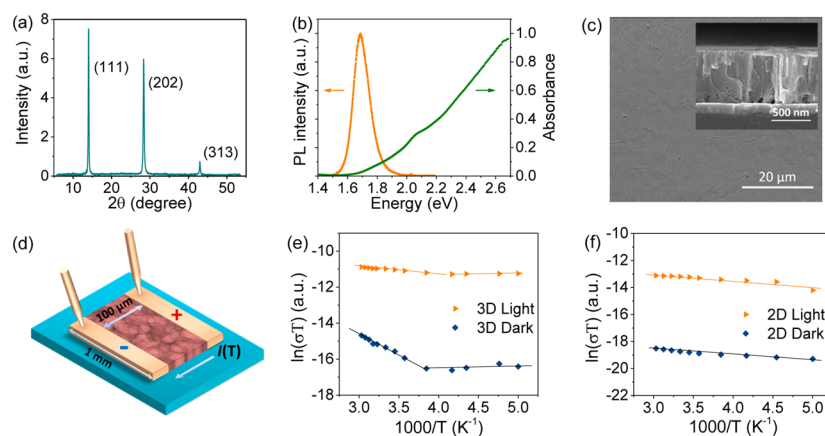 (a)
Intensity (a.u.)
8
6
4
2
0
(111)
(202)
(313)
10 20 30 40 50
2θ (degree)
(b)
PL intensity (a.u.)
1.0
0.8
0.6
0.4
0.2
0.0
Absorbance
1.4 1.6 1.8 2.0 2.2 2.4 2.6
Energy (eV)
(c)
500 nm
20 μm
(d)
100 μm
+
-
1 mm
I(T)
(e)
ln(σT) (a.u.)
-8
-10
-12
-14
-16
-18
3D Light
3D Dark
3.0 3.5 4.0 4.5 5.0
1000/T (K⁻¹)
(f)
ln(σT) (a.u.)
-10
-12
-14
-16
-18
-20
-22
2D Light
2D Dark
3.0 3.5 4.0 4.5 5.0
1000/T (K⁻¹)